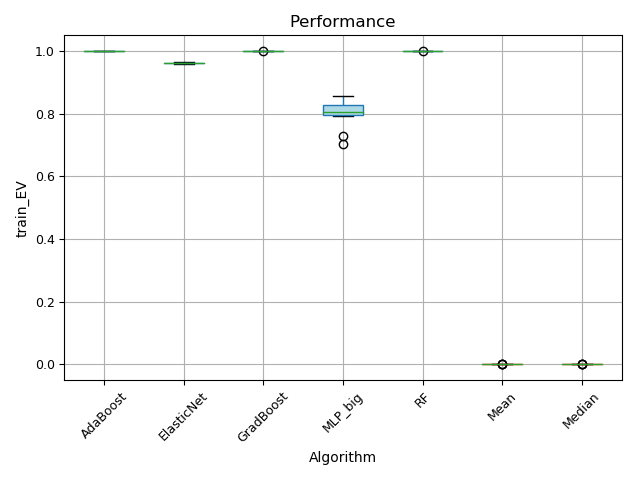 Performance
train_EV
1.0
0.8
0.6
0.4
0.2
0.0
AdaBoost
ElasticNet
GradBoost
MLP_big
RF
Mean
Median
Algorithm